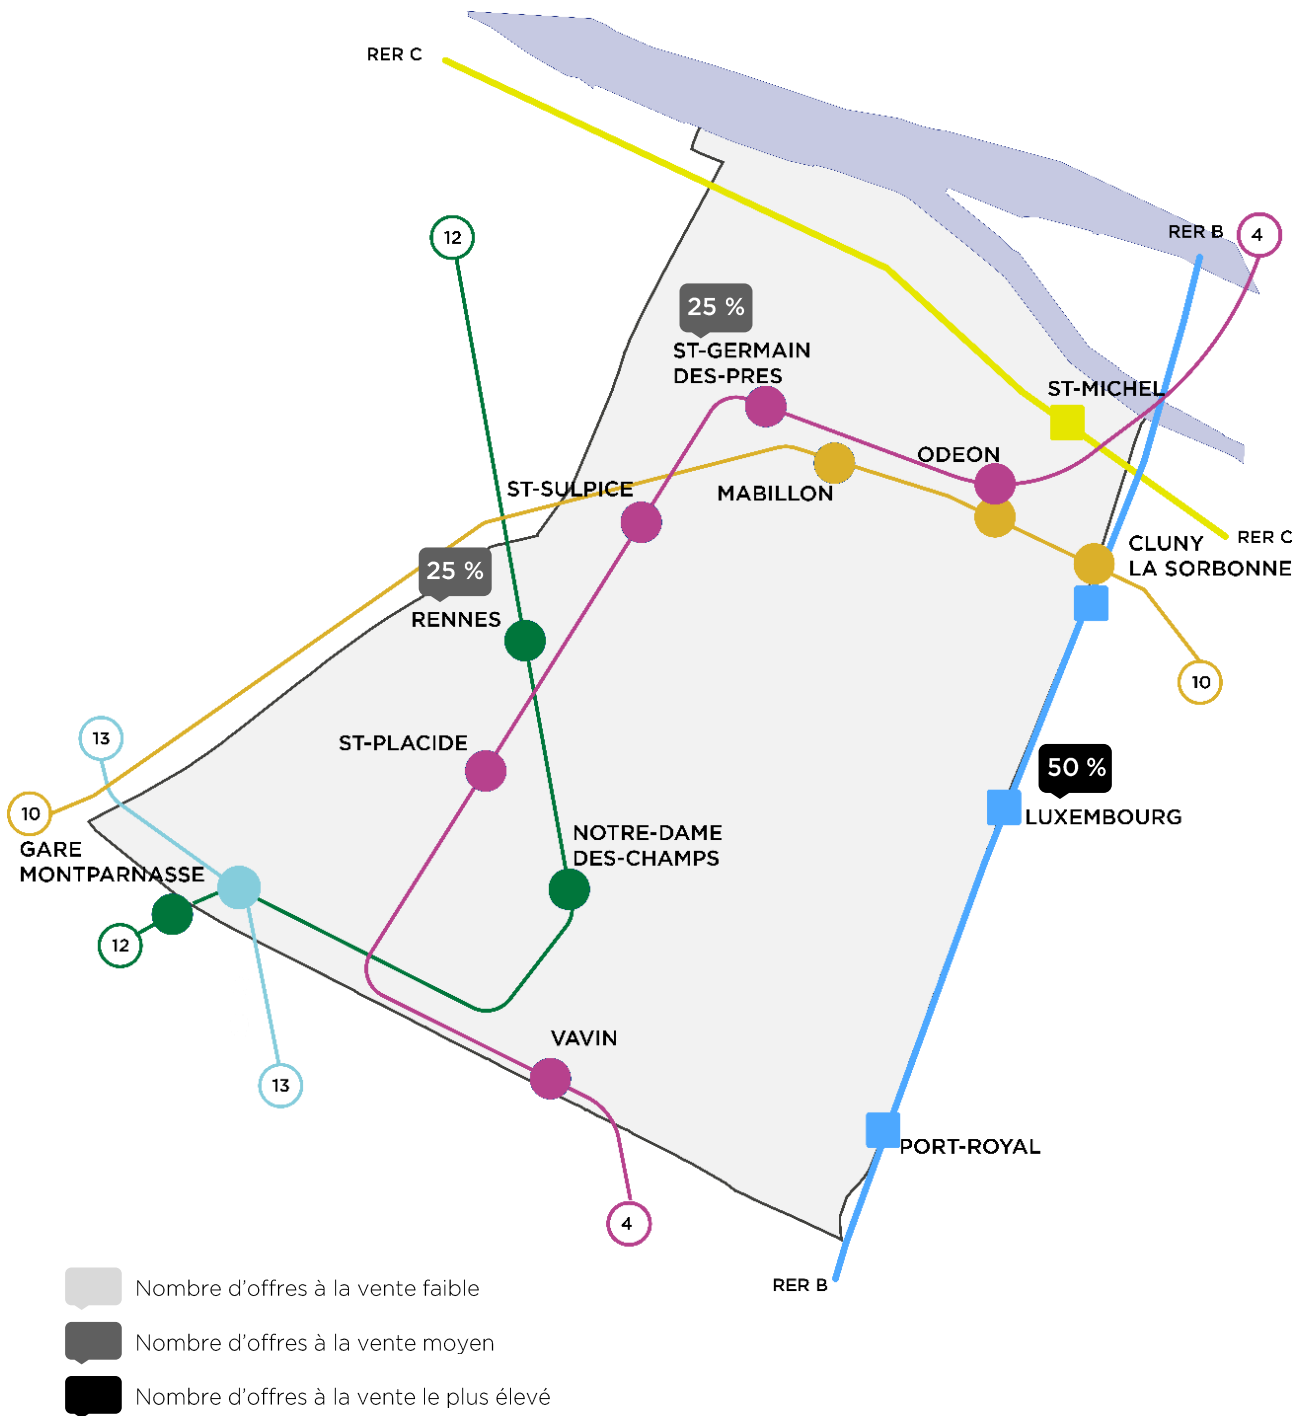 RER C
12
RER B
4
25 %
ST-GERMAIN
DES-PRES
ST-MICHEL
ODEON
ST-SULPICE
MABILLON
RER C
CLUNY
LA SORBONNE
25 %
RENNES
10
13
ST-PLACIDE
50 %
LUXEMBOURG
10
GARE
MONTPARNASSE
NOTRE-DAME
DES-CHAMPS
12
VAVIN
13
PORT-ROYAL
4
RER B
Nombre d'offres à la vente faible
Nombre d'offres à la vente moyen
Nombre d'offres à la vente le plus élevé